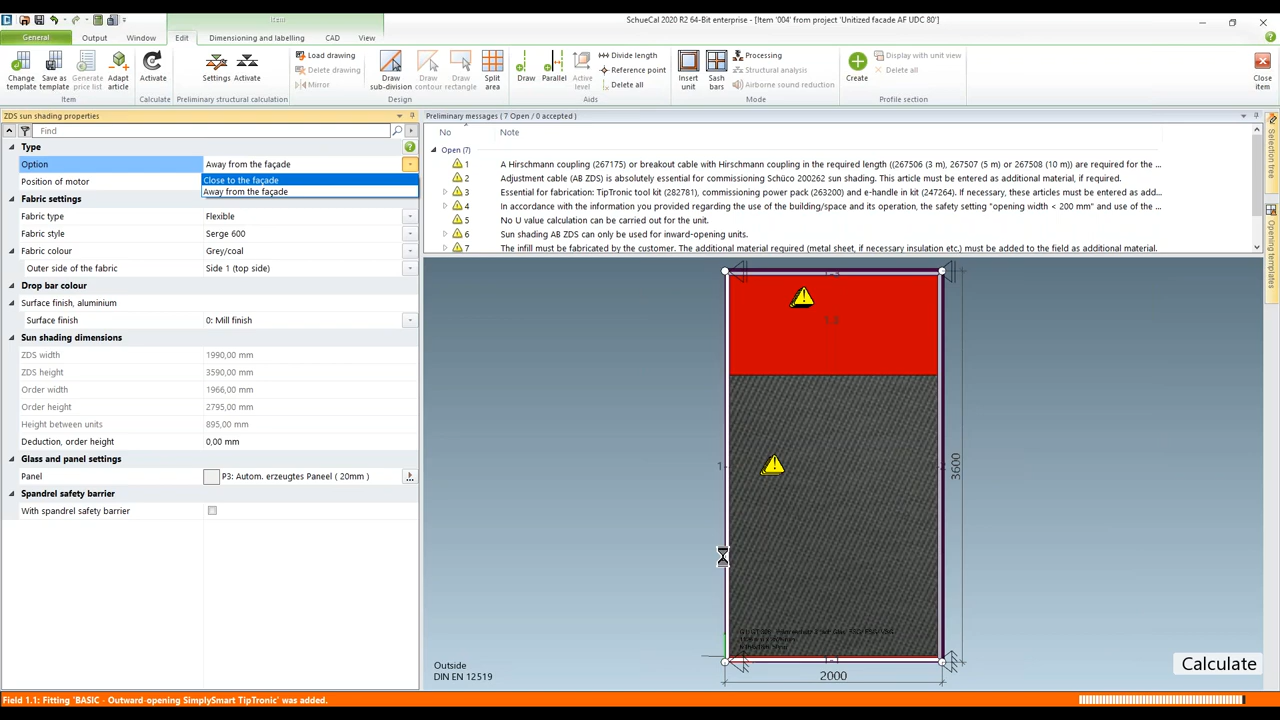 SchueCal 2020 R2 64-Bit enterprise - [Item '004' from project 'Unitized facade AF UDC 80']
Item
General Output Window Edit Dimensioning and labelling CAD View
Change template
Save as template
Generate price list
Adapt article
Item
Activate
Calculate
Settings Activate
Preliminary structural calculation
Load drawing
Delete drawing
Mirror
Draw sub-division
Draw contour
Draw rectangle
Split area
Design
Draw Parallel
Active level
Divide length
Reference point
Delete all
Aids
Insert unit
Sash bars
Processing
Structural analysis
Airborne sound reduction
Mode
Create
Display with unit view
Delete all
Profile section
Close item
ZDS sun shading properties
Find
Type
Option Away from the façade
Close to the façade
Away from the façade
Position of motor
Fabric settings
Fabric type Flexible
Fabric style Serge 600
Fabric colour Grey/coal
Outer side of the fabric Side 1 (top side)
Drop bar colour
Surface finish, aluminium
Surface finish 0: Mill finish
Sun shading dimensions
ZDS width 1990,00 mm
ZDS height 3590,00 mm
Order width 1966,00 mm
Order height 2795,00 mm
Height between units 895,00 mm
Deduction, order height 0,00 mm
Glass and panel settings
Panel P3: Autom. erzeugtes Paneel ( 20mm )
Spandrel safety barrier
With spandrel safety barrier
Preliminary messages ( 7 Open / 0 accepted )
No Note
Open (7)
1 A Hirschmann coupling (267175) or breakout cable with Hirschmann coupling in the required length ((267506 (3 m), 267507 (5 m) or 267508 (10 m)) are required for the ...
2 Adjustment cable (AB ZDS) is absolutely essential for commissioning Schüco 200262 sun shading. This article must be entered as additional material, if required.
3 Essential for fabrication: TipTronic tool kit (282781), commissioning power pack (263200) and e-handle in kit (247264). If necessary, these articles must be entered as add...
4 In accordance with the information you provided regarding the use of the building/space and its operation, the safety setting "opening width < 200 mm" and use of the ...
5 No U value calculation can be carried out for the unit.
6 Sun shading AB ZDS can only be used for inward-opening units.
7 The infill must be fabricated by the customer. The additional material required (metal sheet, if necessary insulation etc.) must be added to the field as additional material.
Selection tree
Opening templates
3600
2000
Outside
DIN EN 12519
Calculate
Field 1.1: Fitting 'BASIC - Outward-opening SimplySmart TipTronic' was added.